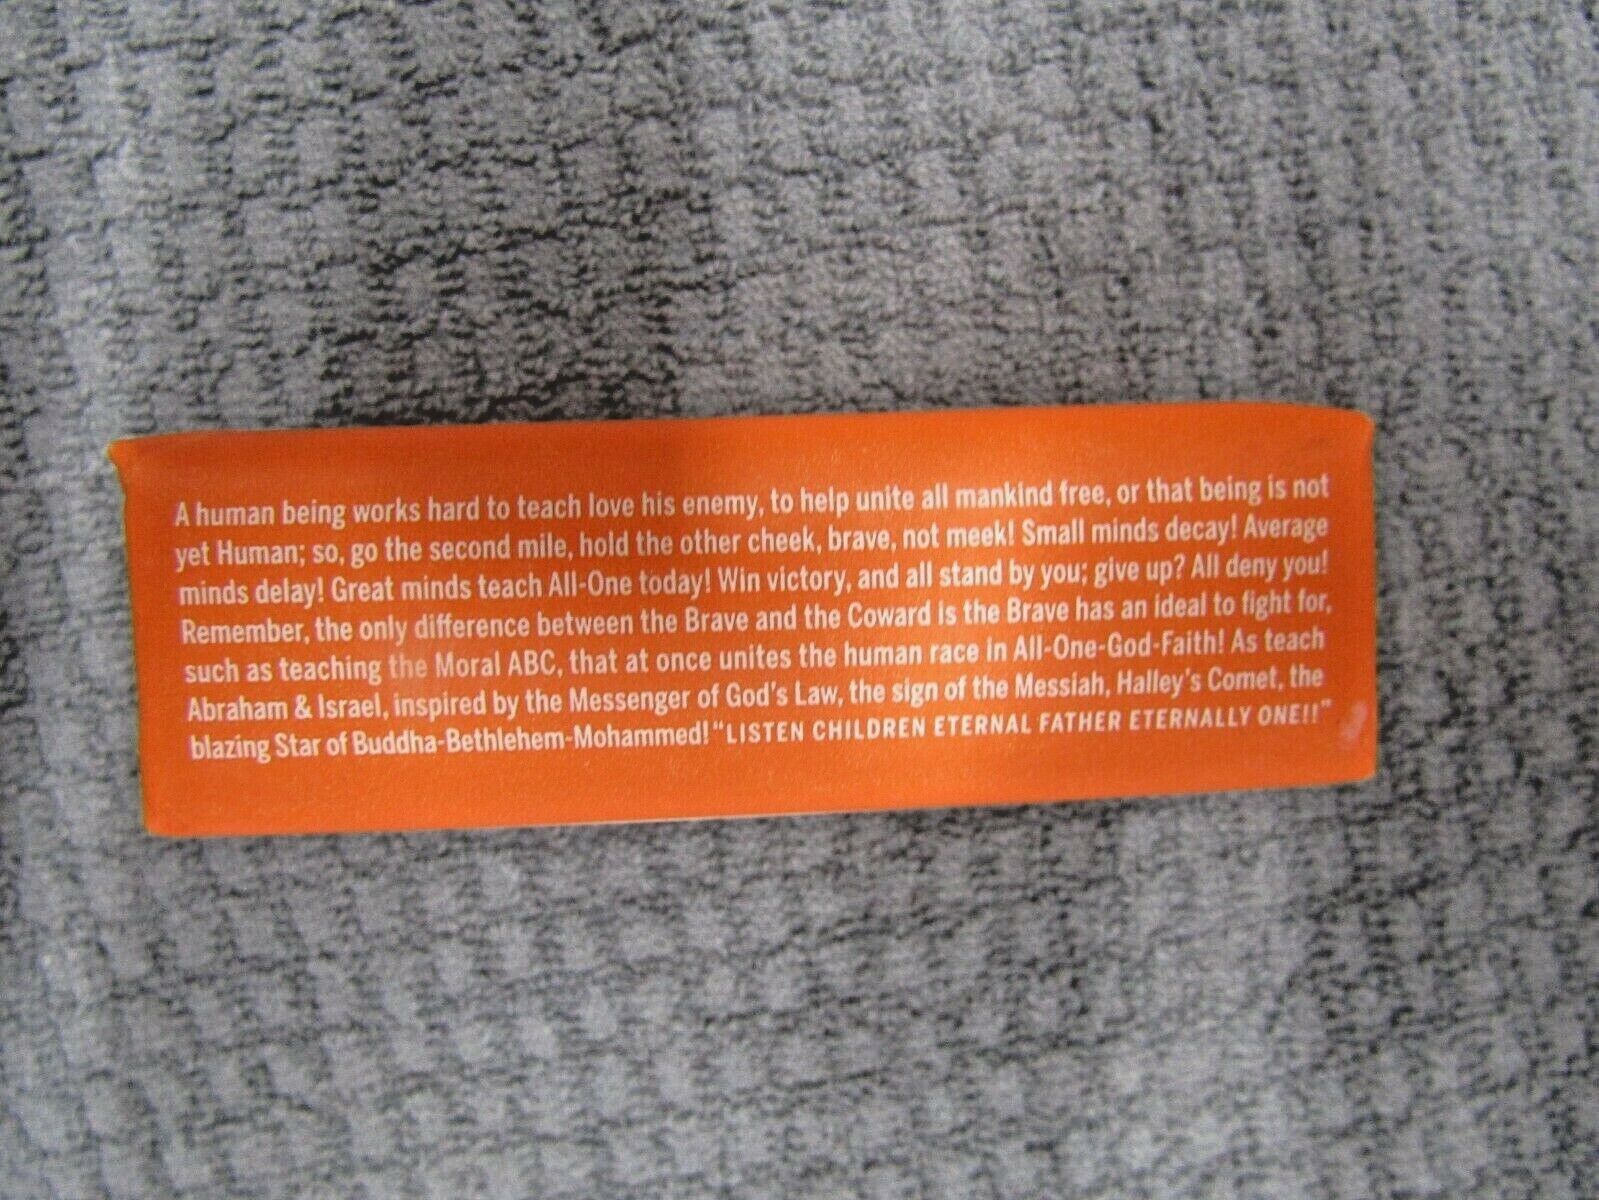 A human being works hard to teach love his enemy, to help unite all mankind free, or that being is not
yet Human; so, go the second mile, hold the other cheek, brave, not meek! Small minds decay! Average
minds delay! Great minds teach All-One today! Win victory, and all stand by you; give up? All deny you!
Remember, the only difference between the Brave and the Coward is the Brave has an ideal to fight for,
such as teaching the Moral ABC, that at once unites the human race in All-One-God-Faith! As teach
Abraham & Israel, inspired by the Messenger of God's Law, the sign of the Messiah, Halley's Comet, the
blazing Star of Buddha-Bethlehem-Mohammed! "LISTEN CHILDREN ETERNAL FATHER ETERNALLY ONE!!"